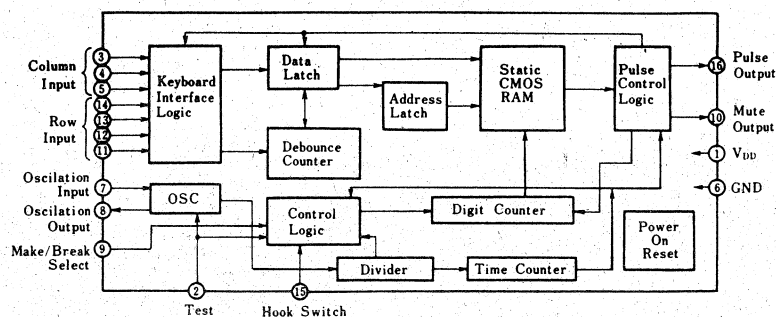 Column
Input
3
4
5
Row
Input
14
13
12
11
Keyboard
Interface
Logic
Data
Latch
Address
Latch
Debounce
Counter
Static
CMOS
RAM
Pulse
Control
Logic
16
Pulse
Output
10
Mute
Output
1
VDD
6
GND
Oscilation
Input
7
Oscilation
Output
8
OSC
Make/Break
Select
9
Control
Logic
Digit Counter
Divider
Time Counter
Power
On
Reset
2
Test
15
Hook Switch